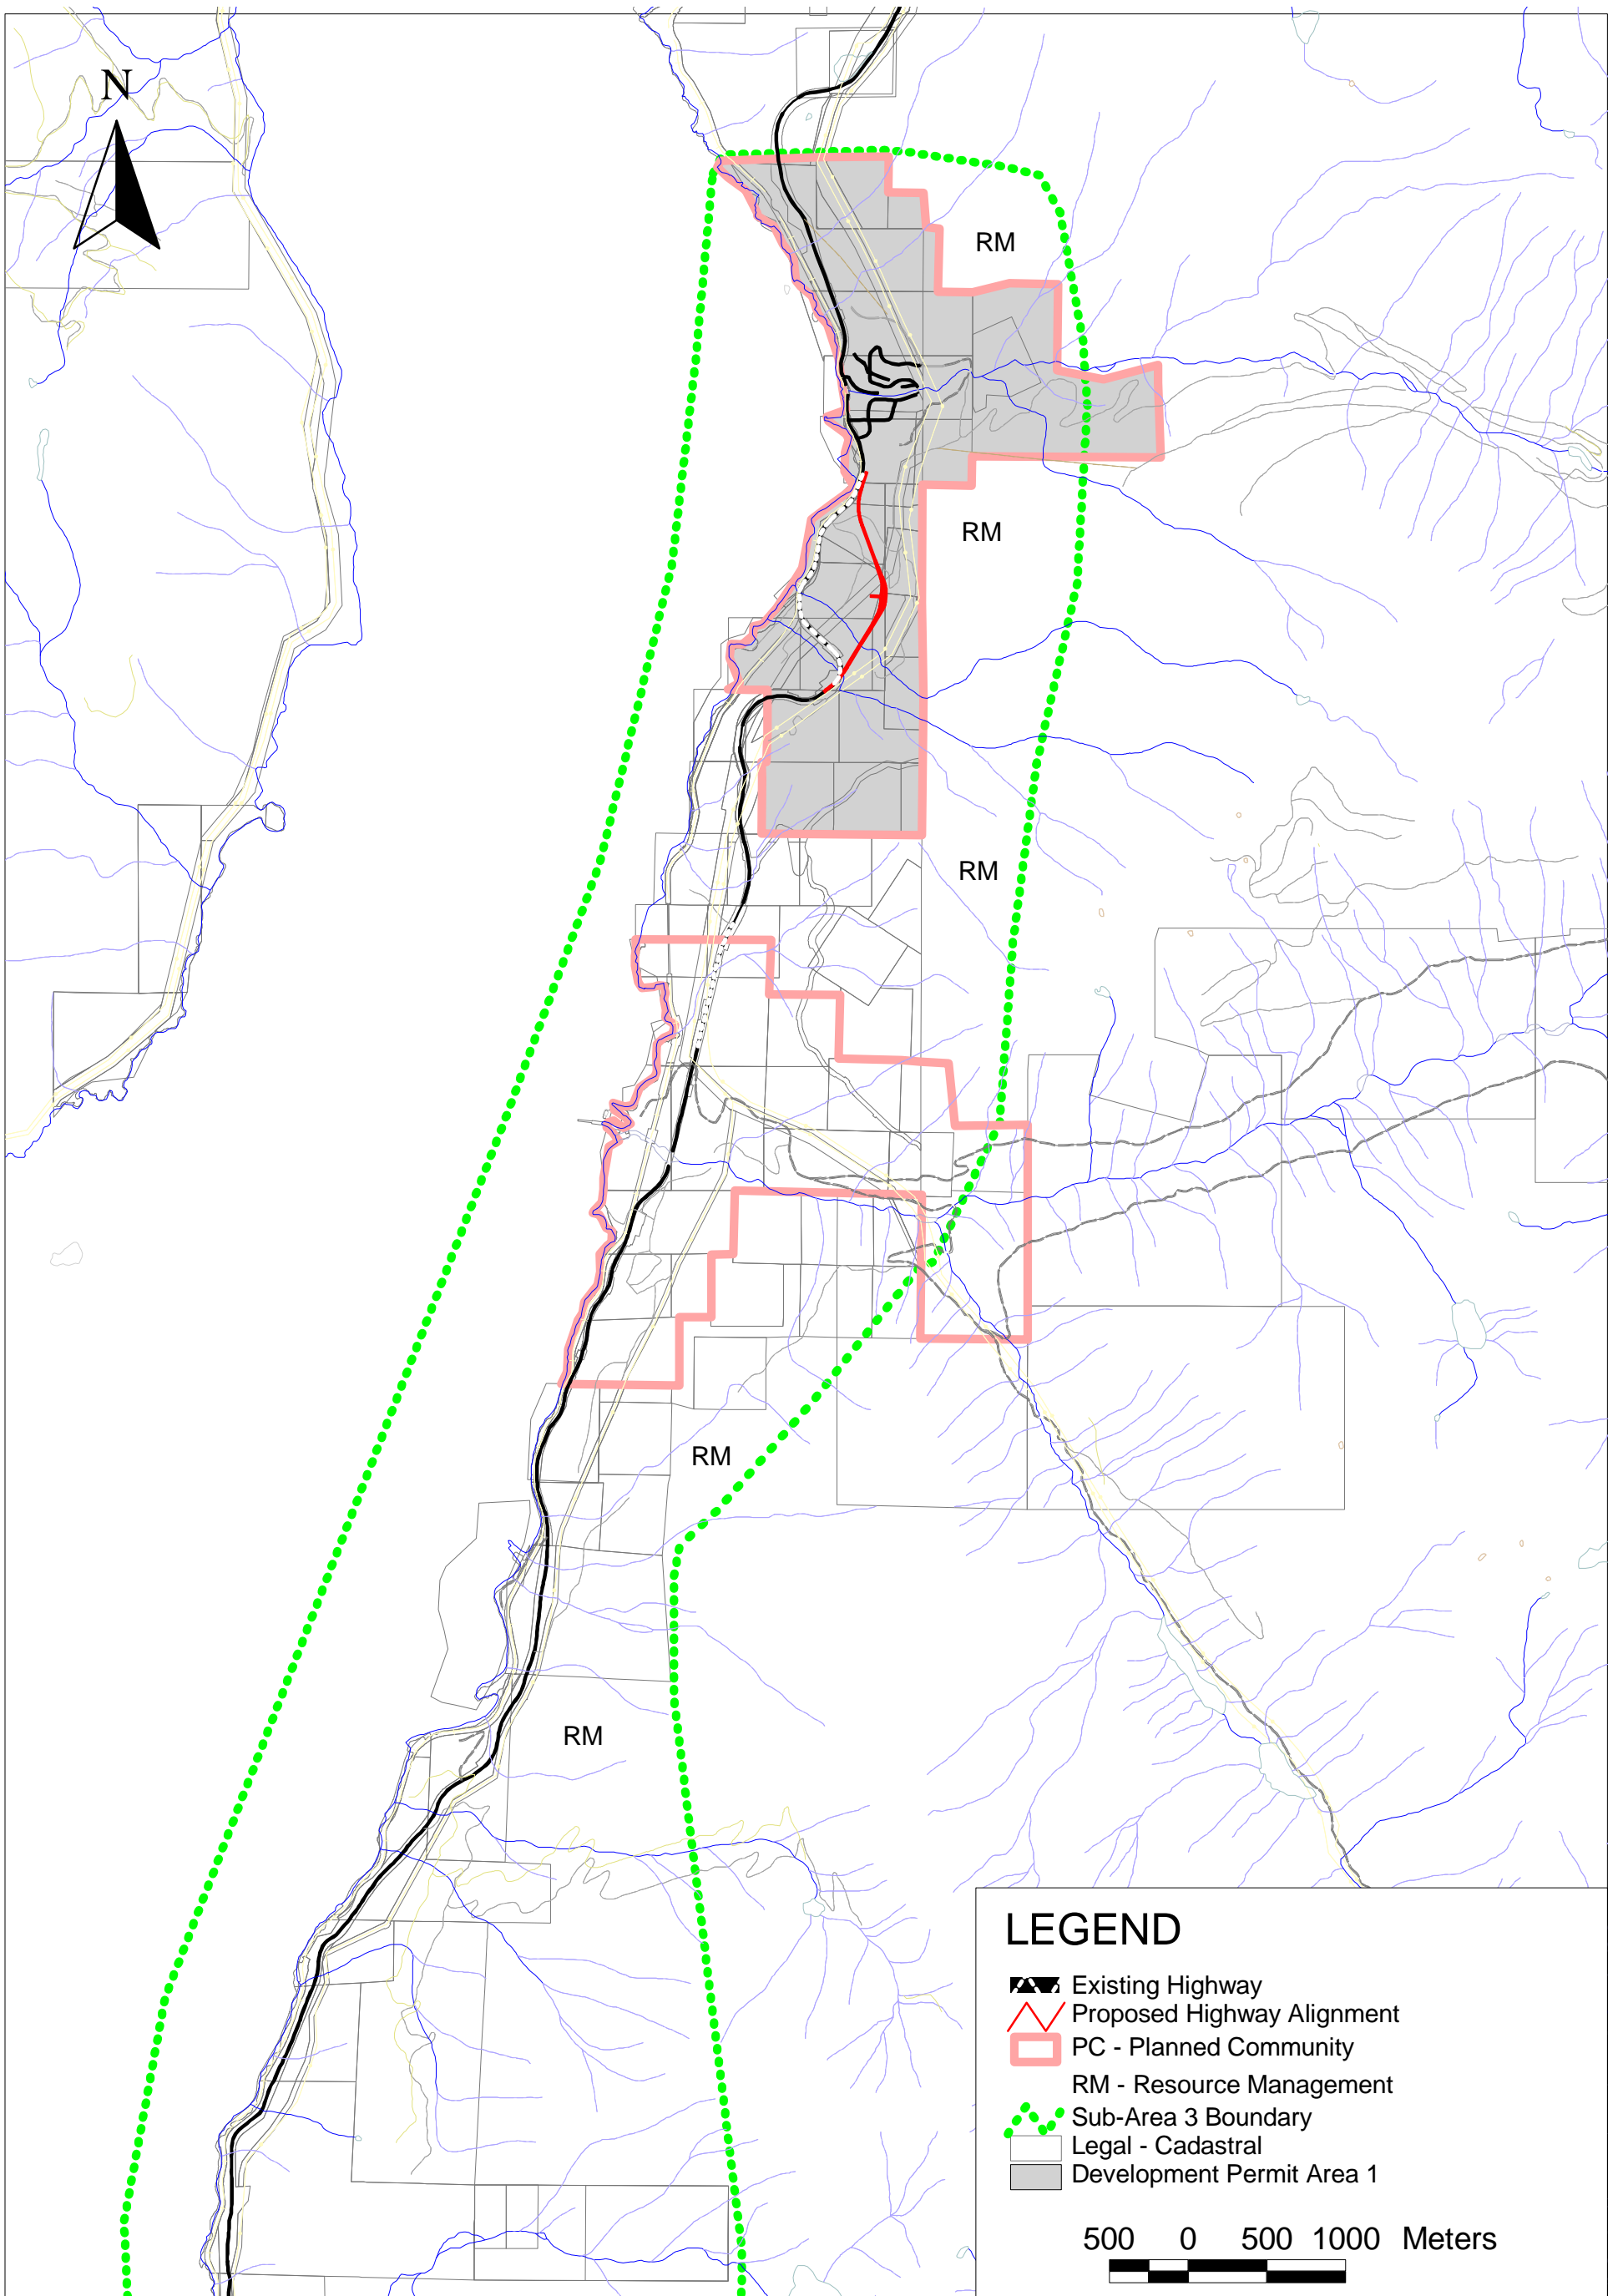 N
RM
RM
RM
RM
RM
LEGEND
Existing Highway
Proposed Highway Alignment
PC - Planned Community
RM - Resource Management
Sub-Area 3 Boundary
Legal - Cadastral
Development Permit Area 1
500 0 500 1000 Meters